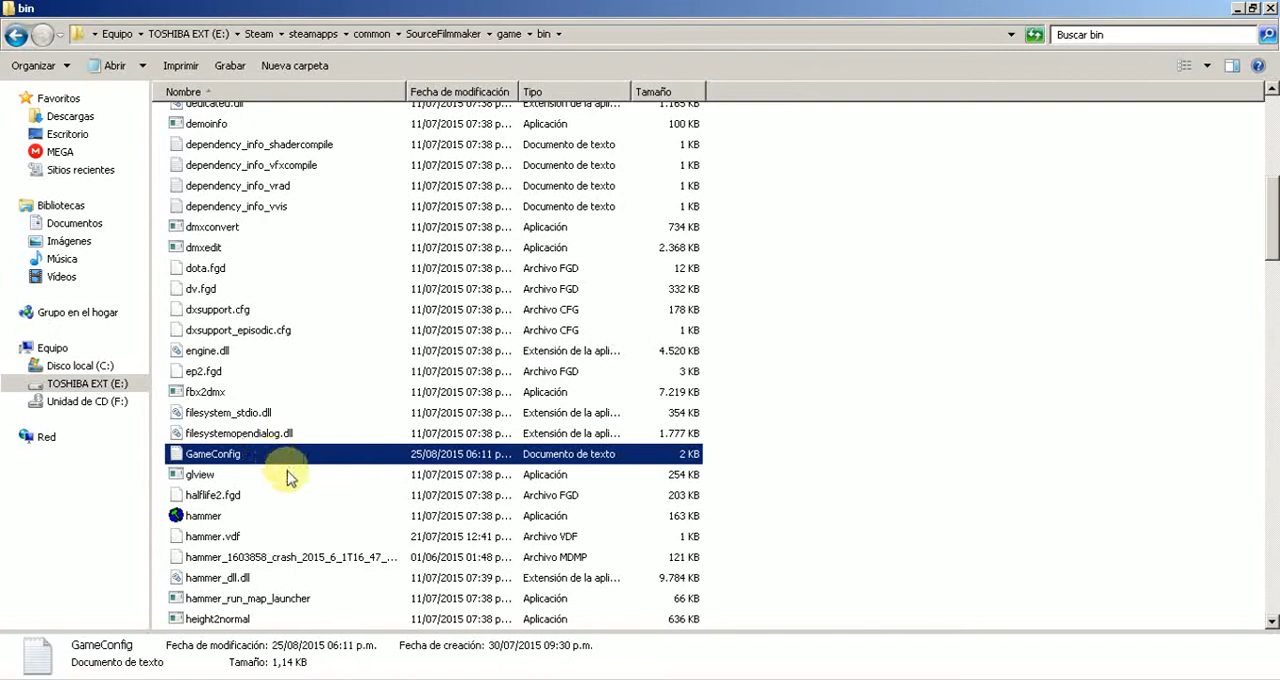 bin
Equipo ▸ TOSHIBA EXT (E:) ▸ Steam ▸ steamapps ▸ common ▸ SourceFilmmaker ▸ game ▸ bin
Buscar bin
Organizar Abrir Imprimir Grabar Nueva carpeta
Nombre Fecha de modificación Tipo Tamaño
Favoritos
Descargas
Escritorio
MEGA
Sitios recientes
Bibliotecas
Documentos
Imágenes
Música
Vídeos
Grupo en el hogar
Equipo
Disco local (C:)
TOSHIBA EXT (E:)
Unidad de CD (F:)
Red
dedicated.dll 11/07/2015 07:38 p... Extensión de la apli... 1.165 KB
demoinfo 11/07/2015 07:38 p... Aplicación 100 KB
dependency_info_shadercompile 11/07/2015 07:38 p... Documento de texto 1 KB
dependency_info_vfxcompile 11/07/2015 07:38 p... Documento de texto 1 KB
dependency_info_vrad 11/07/2015 07:38 p... Documento de texto 1 KB
dependency_info_vvis 11/07/2015 07:38 p... Documento de texto 1 KB
dmxconvert 11/07/2015 07:38 p... Aplicación 734 KB
dmxedit 11/07/2015 07:38 p... Aplicación 2.368 KB
dota.fgd 11/07/2015 07:38 p... Archivo FGD 12 KB
dv.fgd 11/07/2015 07:38 p... Archivo FGD 332 KB
dxsupport.cfg 11/07/2015 07:38 p... Archivo CFG 178 KB
dxsupport_episodic.cfg 11/07/2015 07:38 p... Archivo CFG 1 KB
engine.dll 11/07/2015 07:38 p... Extensión de la apli... 4.520 KB
ep2.fgd 11/07/2015 07:38 p... Archivo FGD 3 KB
fbx2dmx 11/07/2015 07:38 p... Aplicación 7.219 KB
filesystem_stdio.dll 11/07/2015 07:38 p... Extensión de la apli... 354 KB
filesystemopendialog.dll 11/07/2015 07:38 p... Extensión de la apli... 1.777 KB
GameConfig 25/08/2015 06:11 p... Documento de texto 2 KB
glview 11/07/2015 07:38 p... Aplicación 254 KB
halflife2.fgd 11/07/2015 07:38 p... Archivo FGD 203 KB
hammer 11/07/2015 07:38 p... Aplicación 163 KB
hammer.vdf 21/07/2015 12:41 p... Archivo VDF 1 KB
hammer_1603858_crash_2015_6_1T16_47_... 01/06/2015 01:48 p... Archivo MDMP 121 KB
hammer_dll.dll 11/07/2015 07:39 p... Extensión de la apli... 9.784 KB
hammer_run_map_launcher 11/07/2015 07:38 p... Aplicación 66 KB
height2normal 11/07/2015 07:38 p... Aplicación 636 KB
GameConfig Fecha de modificación: 25/08/2015 06:11 p.m. Fecha de creación: 30/07/2015 09:30 p.m.
Documento de texto Tamaño: 1,14 KB